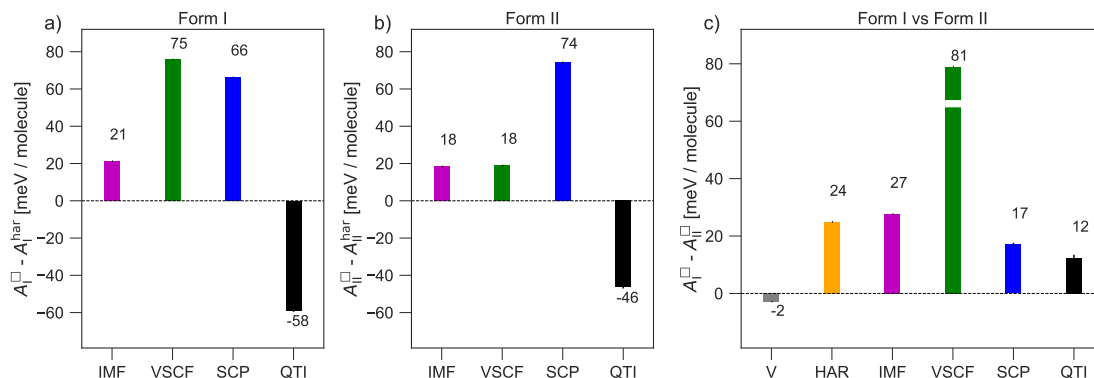 a)
Form I
A_I^□ - A_I^har [meV / molecule]
80
60
40
20
0
−20
−40
−60
21
75
66
-58
IMF VSCF SCP QTI
b)
Form II
A_II^□ - A_II^har [meV / molecule]
80
60
40
20
0
−20
−40
−60
18
18
74
-46
IMF VSCF SCP QTI
c)
Form I vs Form II
A_I^□ - A_II^□ [meV / molecule]
80
60
40
20
0
-2
24
27
81
17
12
V HAR IMF VSCF SCP QTI